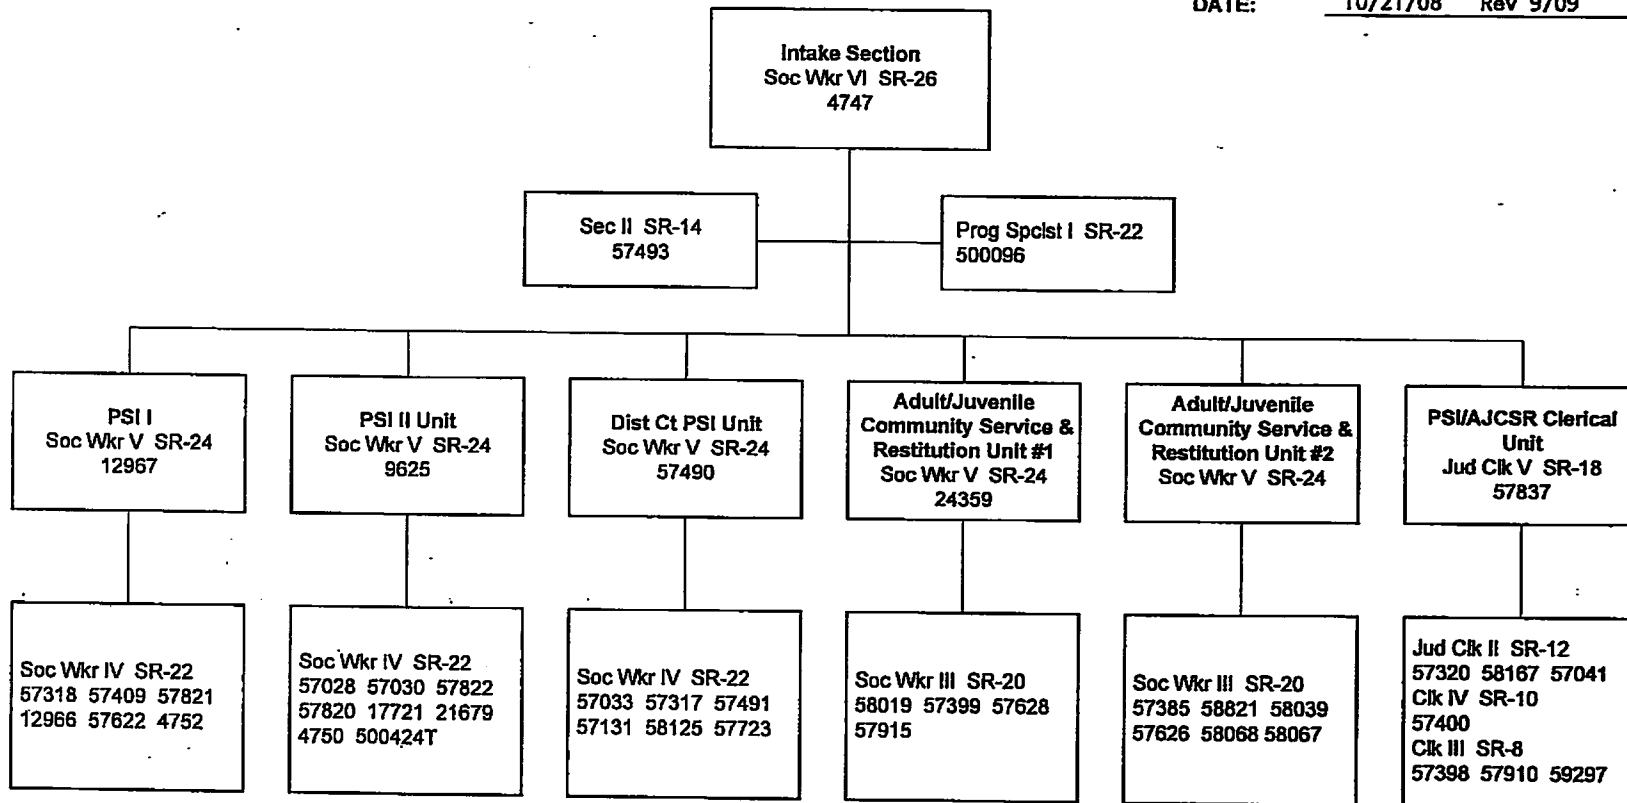 DATE: 10/21/08 Rev 9/09
Intake Section
Soc Wkr VI SR-26
4747
Sec II SR-14
57493
Prog Spclst I SR-22
500096
PSI I
Soc Wkr V SR-24
12967
PSI II Unit
Soc Wkr V SR-24
9625
Dist Ct PSI Unit
Soc Wkr V SR-24
57490
Adult/Juvenile
Community Service &
Restitution Unit #1
Soc Wkr V SR-24
24359
Adult/Juvenile
Community Service &
Restitution Unit #2
Soc Wkr V SR-24
PSI/AJCSR Clerical
Unit
Jud Clk V SR-18
57837
Soc Wkr IV SR-22
57318 57409 57821
12966 57622 4752
Soc Wkr IV SR-22
57028 57030 57822
57820 17721 21679
4750 500424T
Soc Wkr IV SR-22
57033 57317 57491
57131 58125 57723
Soc Wkr III SR-20
58019 57399 57628
57915
Soc Wkr III SR-20
57385 58821 58039
57626 58068 58067
Jud Clk II SR-12
57320 58167 57041
Clk IV SR-10
57400
Clk III SR-8
57398 57910 59297